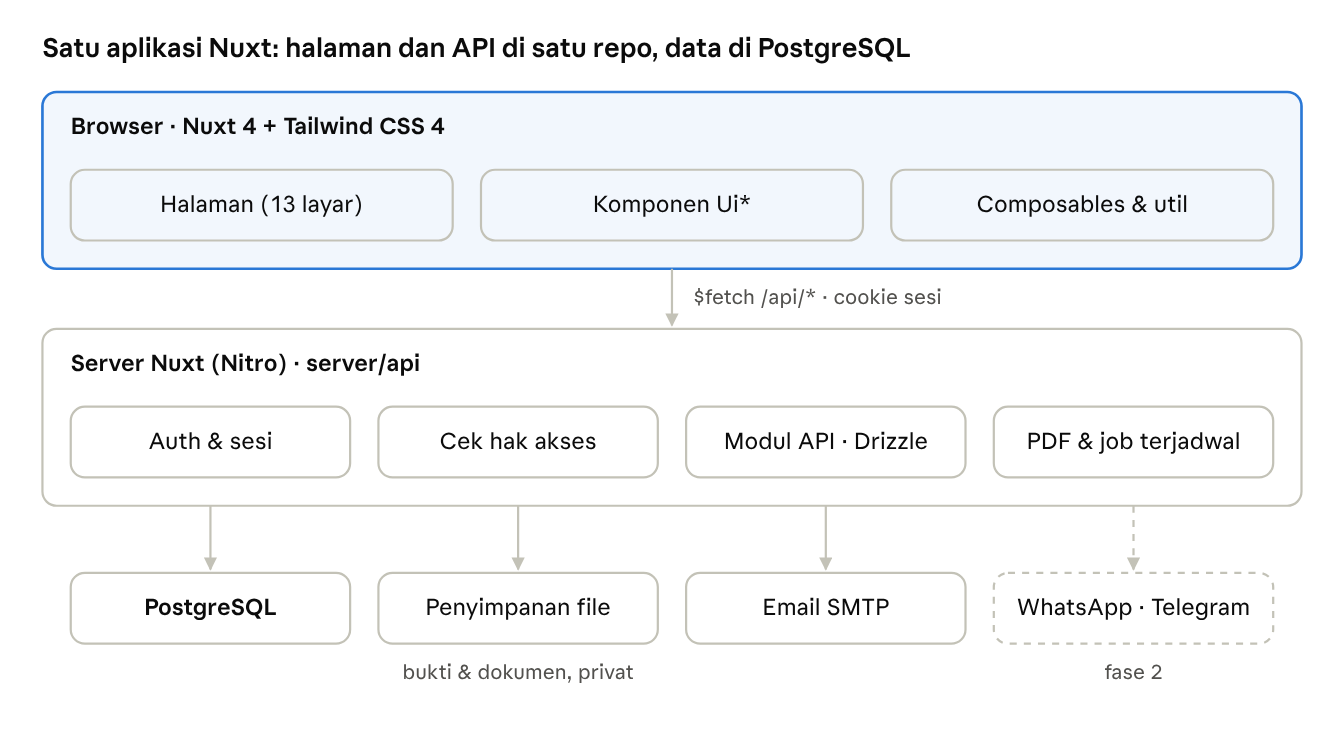 Satu aplikasi Nuxt: halaman dan API di satu repo, data di PostgreSQL
Browser · Nuxt 4 + Tailwind CSS 4
Halaman (13 layar)
Komponen Ui*
Composables & util
$fetch /api/* · cookie sesi
Server Nuxt (Nitro) · server/api
Auth & sesi
Cek hak akses
Modul API · Drizzle
PDF & job terjadwal
PostgreSQL
Penyimpanan file
Email SMTP
WhatsApp · Telegram
bukti & dokumen, privat
fase 2